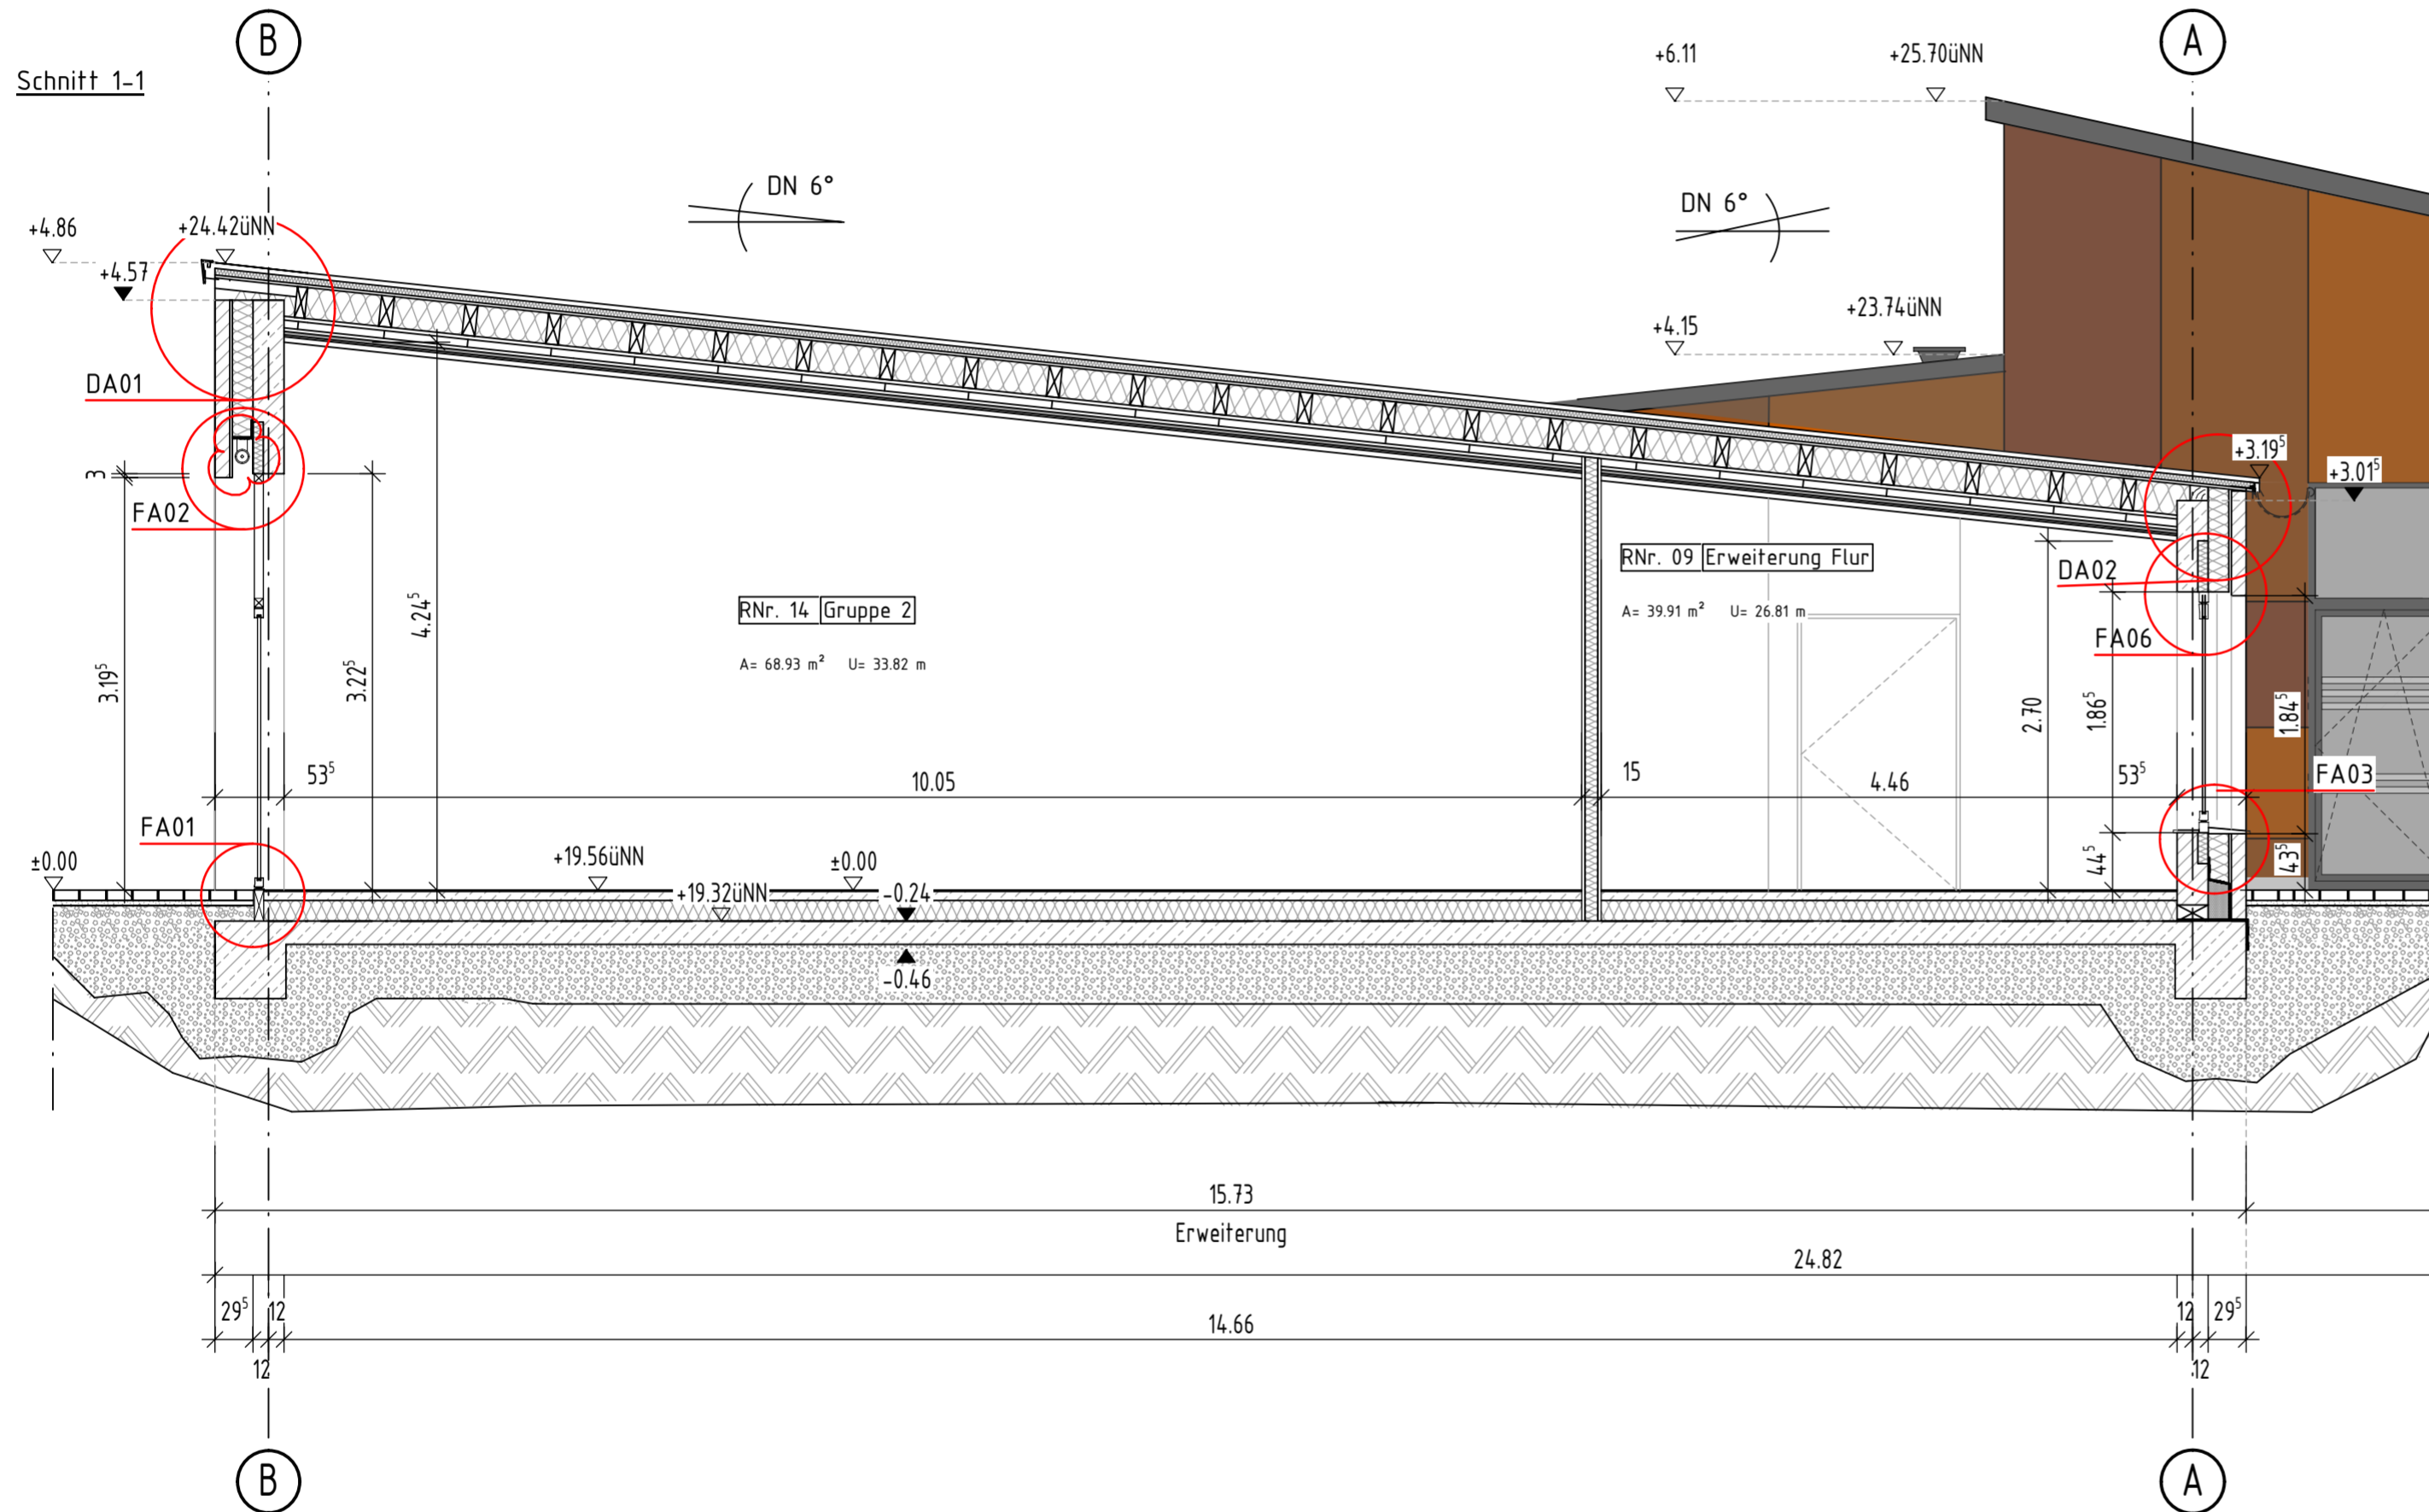 B
A
Schnitt 1-1
+6.11
+25.70üNN
DN 6°
DN 6°
+4.86
+24.42üNN
+4.57
+4.15
+23.74üNN
DA01
+3.19⁵
+3.01⁵
3
FA02
RNr. 09 Erweiterung Flur
A= 39.91 m² U= 26.81 m
DA02
RNr. 14 Gruppe 2
A= 68.93 m² U= 33.82 m
4.24⁵
FA06
3.19⁵
3.22⁵
2.70
1.86⁵
1.84⁵
53⁵
10.05
15
4.46
53⁵
FA03
FA01
44⁵
43⁵
±0.00
+19.56üNN
±0.00
+19.32üNN
-0.24
-0.46
15.73
Erweiterung
24.82
29⁵
12
12
29⁵
14.66
12
12
B
A